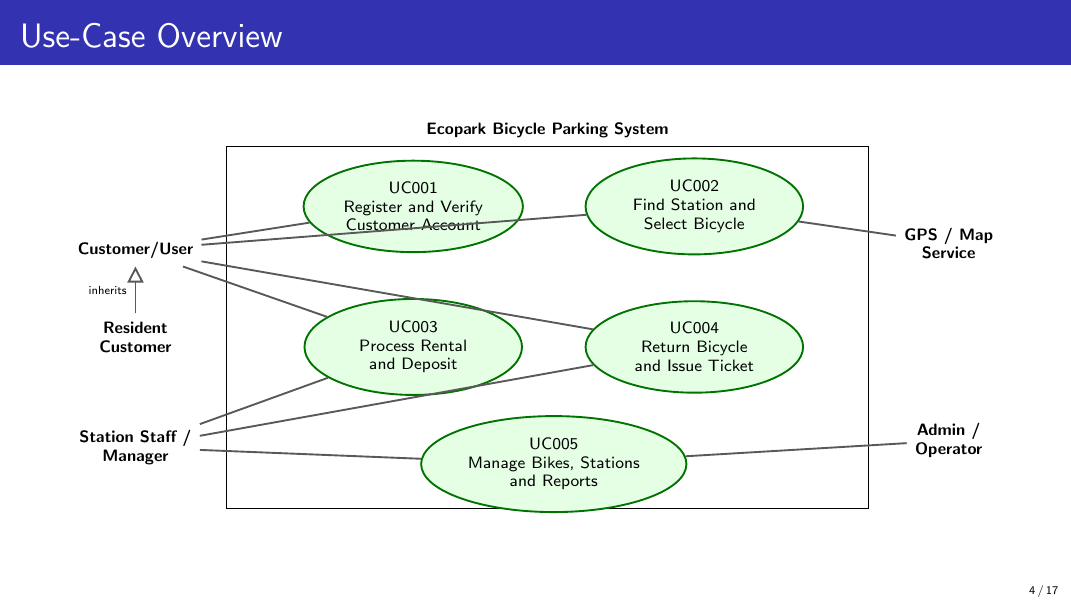 Use-Case Overview
Ecopark Bicycle Parking System
UC001
Register and Verify
Customer Account
UC002
Find Station and
Select Bicycle
Customer/User
GPS / Map
Service
inherits
Resident
Customer
UC003
Process Rental
and Deposit
UC004
Return Bicycle
and Issue Ticket
Station Staff /
Manager
UC005
Manage Bikes, Stations
and Reports
Admin /
Operator
4 / 17